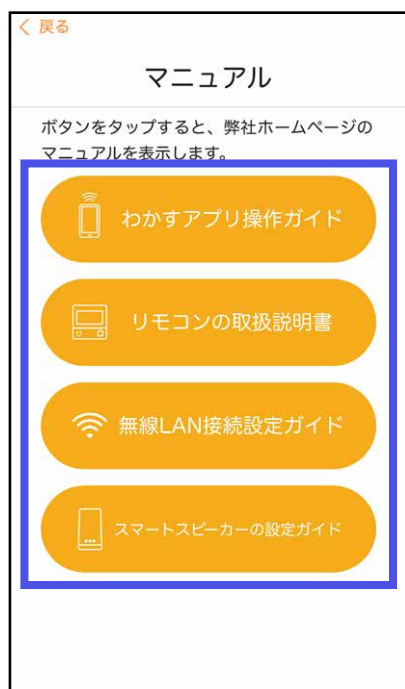 戻る
マニュアル
ボタンをタップすると、弊社ホームページの
マニュアルを表示します。
わかすアプリ操作ガイド
リモコンの取扱説明書
無線LAN接続設定ガイド
スマートスピーカーの設定ガイド